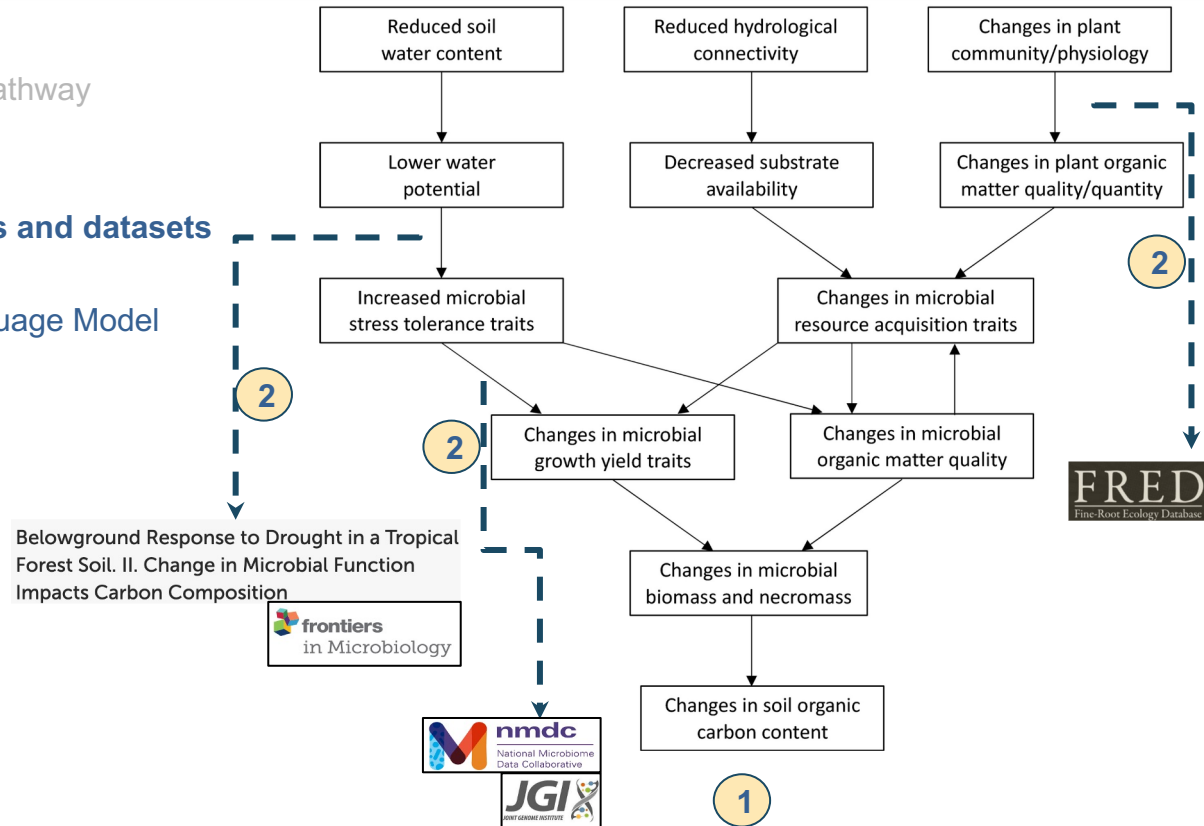 athway
s and datasets
uage Model
Reduced soil
water content
Reduced hydrological
connectivity
Changes in plant
community/physiology
Lower water
potential
Decreased substrate
availability
Changes in plant organic
matter quality/quantity
2
Increased microbial
stress tolerance traits
Changes in microbial
resource acquisition traits
2
2
Changes in microbial
growth yield traits
Changes in microbial
organic matter quality
FRED
Fine-Root Ecology Database
Belowground Response to Drought in a Tropical
Forest Soil. II. Change in Microbial Function
Impacts Carbon Composition
frontiers
in Microbiology
Changes in microbial
biomass and necromass
Changes in soil organic
carbon content
nmdc
National Microbiome
Data Collaborative
JGI
JOINT GENOME INSTITUTE
1